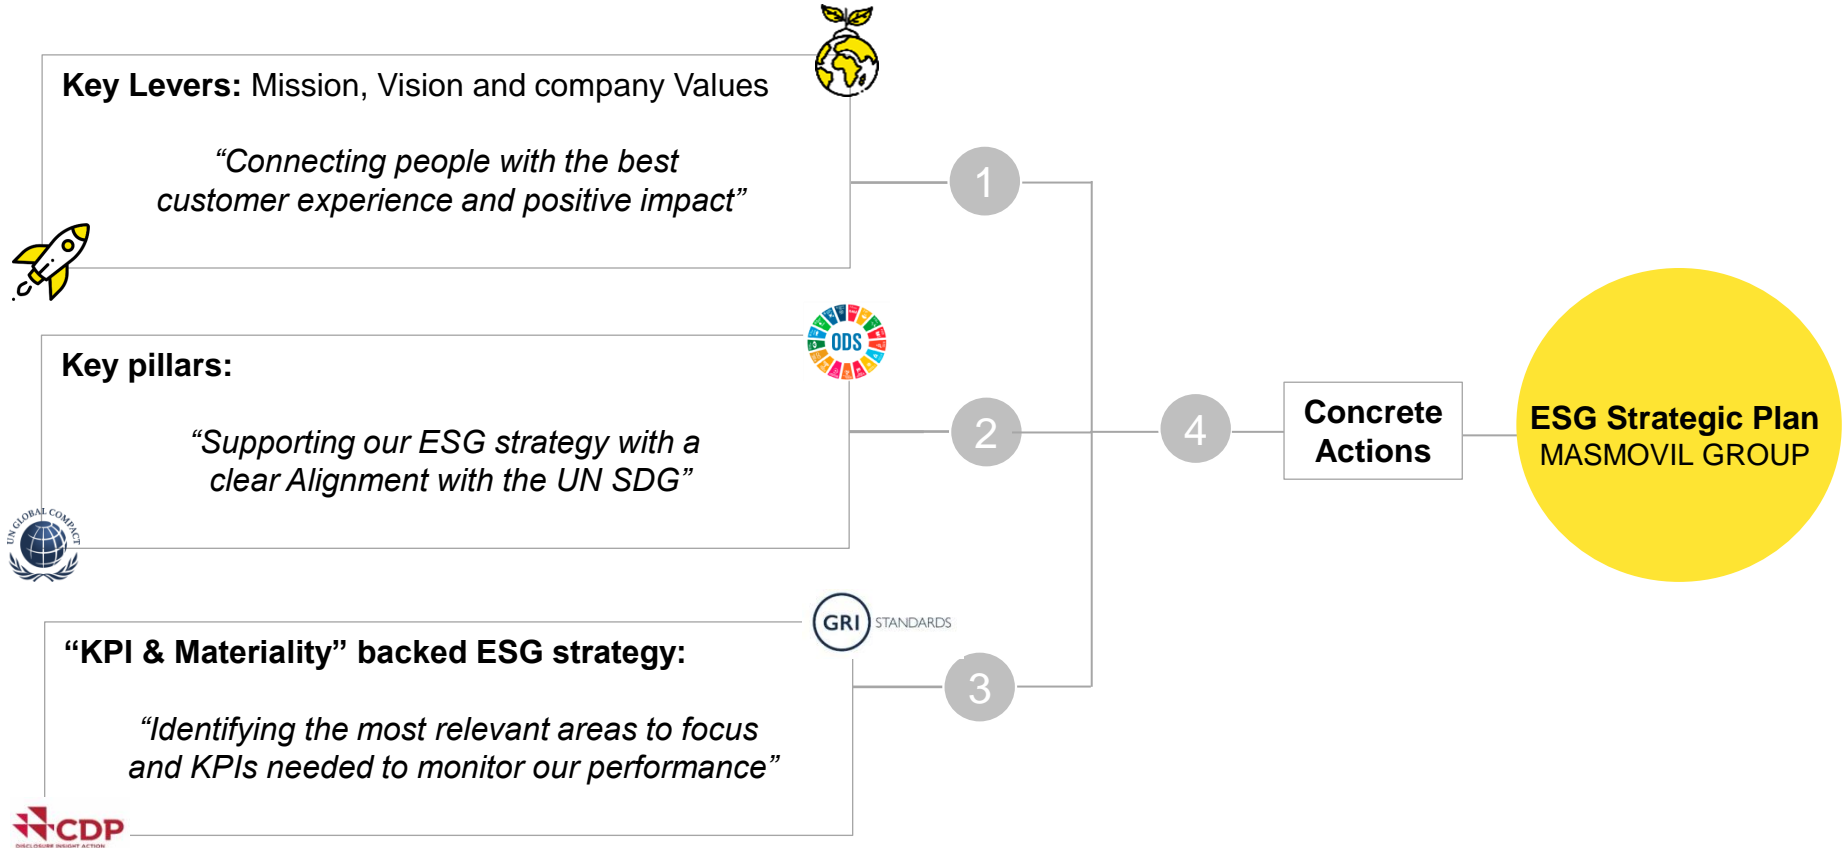 Key Levers: Mission, Vision and company Values
“Connecting people with the best
customer experience and positive impact”
1
ODS
Key pillars:
“Supporting our ESG strategy with a
clear Alignment with the UN SDG”
UN GLOBAL COMPACT
2
GRI STANDARDS
“KPI & Materiality” backed ESG strategy:
“Identifying the most relevant areas to focus
and KPIs needed to monitor our performance”
CDP
DISCLOSURE INSIGHT ACTION
3
4
Concrete
Actions
ESG Strategic Plan
MASMOVIL GROUP